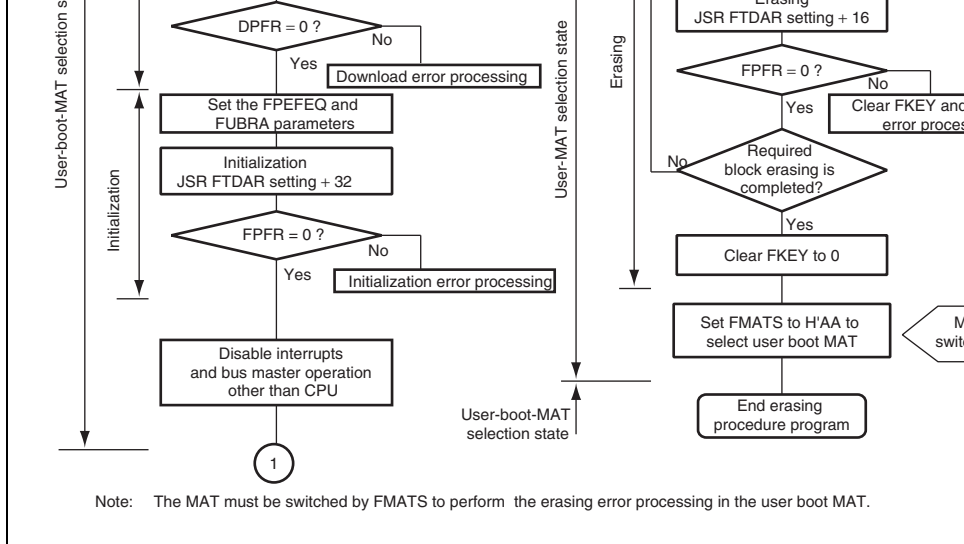 User-boot-MAT selection s
DPFR = 0 ?
No
Yes
Download error processing
Set the FPEFEQ and
FUBRA parameters
Initialization
Initialization
JSR FTDAR setting + 32
FPFR = 0 ?
No
Yes
Initialization error processing
Disable interrupts
and bus master operation
other than CPU
1
User-MAT selection state
User-boot-MAT
selection state
Erasing
Erasing
JSR FTDAR setting + 16
FPFR = 0 ?
No
Yes
Clear FKEY and
error proces
Required
block erasing is
completed?
No
Yes
Clear FKEY to 0
Set FMATS to H'AA to
select user boot MAT
M
swit
End erasing
procedure program
Note: The MAT must be switched by FMATS to perform the erasing error processing in the user boot MAT.